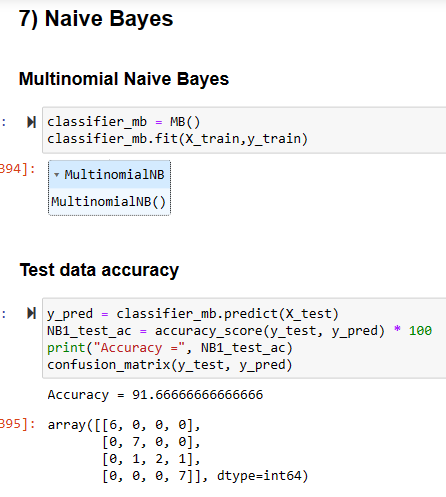 7) Naive Bayes
Multinomial Naive Bayes
: classifier_mb = MB()
classifier_mb.fit(X_train,y_train)
394]: ▾ MultinomialNB
MultinomialNB()
Test data accuracy
: y_pred = classifier_mb.predict(X_test)
NB1_test_ac = accuracy_score(y_test, y_pred) * 100
print("Accuracy =", NB1_test_ac)
confusion_matrix(y_test, y_pred)
Accuracy = 91.66666666666666
395]: array([[6, 0, 0, 0],
[0, 7, 0, 0],
[0, 1, 2, 1],
[0, 0, 0, 7]], dtype=int64)